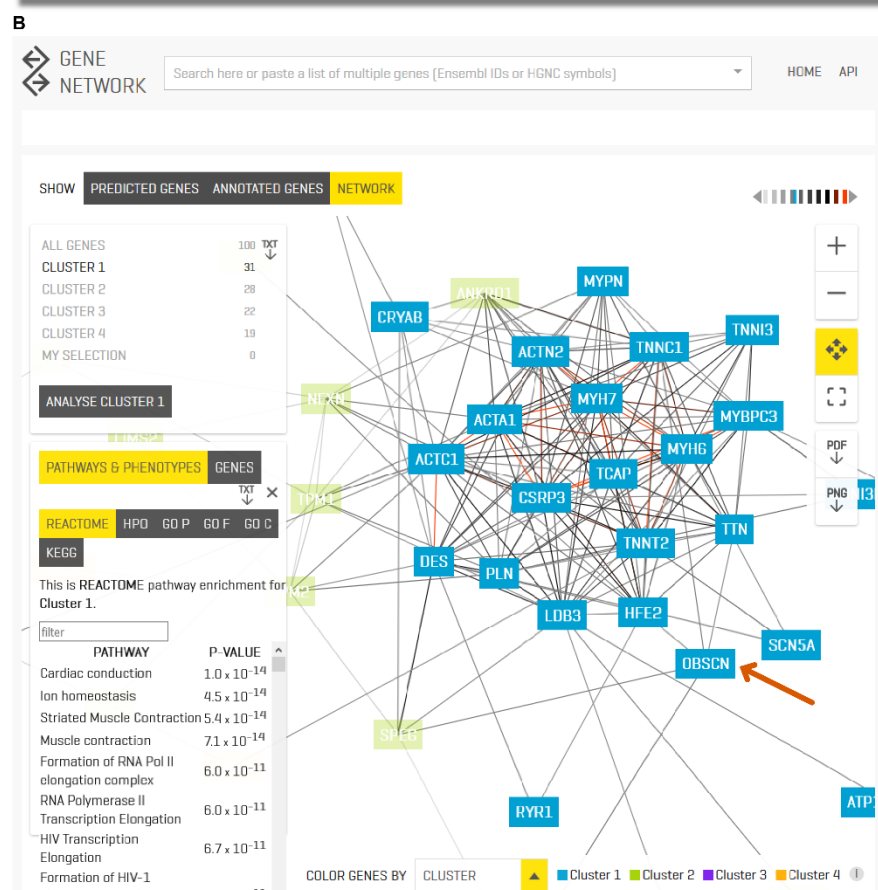 B
GENE
NETWORK
Search here or paste a list of multiple genes (Ensembl IDs or HGNC symbols)
HOME API
SHOW PREDICTED GENES ANNOTATED GENES NETWORK
ALL GENES 100 TXT
CLUSTER 1 31
CLUSTER 2 28
CLUSTER 3 22
CLUSTER 4 19
MY SELECTION 0
ANALYSE CLUSTER 1
PATHWAYS & PHENOTYPES GENES
TXT
REACTOME HPO GO P GO F GO C
KEGG
This is REACTOME pathway enrichment for
Cluster 1.
filter
PATHWAY P-VALUE
Cardiac conduction 1.0 x 10⁻¹⁴
Ion homeostasis 4.5 x 10⁻¹⁴
Striated Muscle Contraction 5.4 x 10⁻¹⁴
Muscle contraction 7.1 x 10⁻¹⁴
Formation of RNA Pol II
elongation complex 6.0 x 10⁻¹¹
RNA Polymerase II
Transcription Elongation 6.0 x 10⁻¹¹
HIV Transcription
Elongation 6.7 x 10⁻¹¹
Formation of HIV-1
ANKRD1
MYPN
CRYAB
TNNI3
ACTN2
TNNC1
NEXN
MYH7
ACTA1
MYBPC3
LIMS2
ACTC1
MYH6
TCAP
TPM1
CSRP3
TTN
TNNT2
DES
PLN
LDB3
HFE2
SCN5A
OBSCN
SPEG
RYR1
ATP
PDF
PNG
COLOR GENES BY CLUSTER
Cluster 1 Cluster 2 Cluster 3 Cluster 4